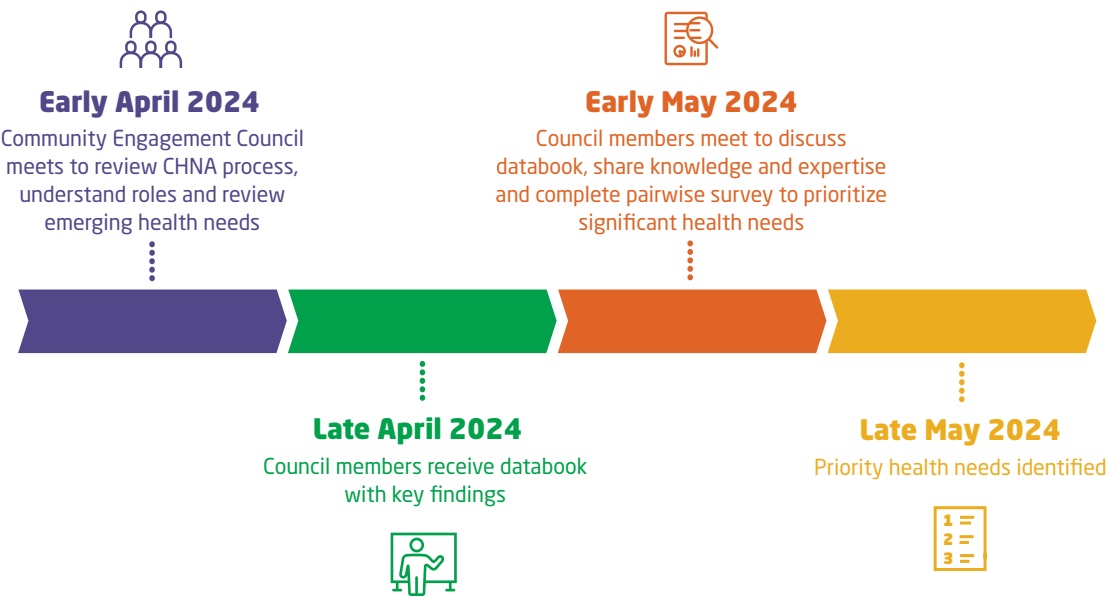 Early April 2024
Community Engagement Council
meets to review CHNA process,
understand roles and review
emerging health needs
Late April 2024
Council members receive databook
with key findings
Early May 2024
Council members meet to discuss
databook, share knowledge and expertise
and complete pairwise survey to prioritize
significant health needs
Late May 2024
Priority health needs identified
1
2
3